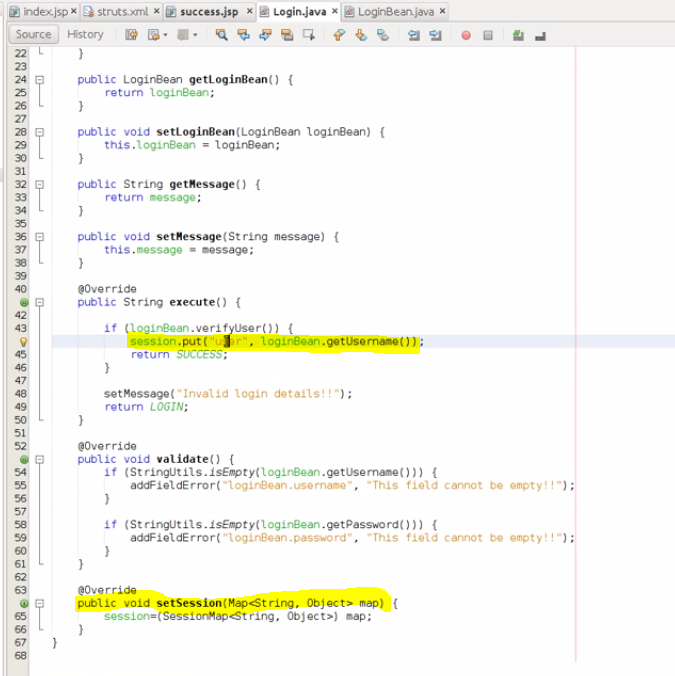 index.jsp × struts.xml × success.jsp × Login.java × LoginBean.java ×
Source History
22 }
23
24 public LoginBean getLoginBean() {
25 return loginBean;
26 }
27
28 public void setLoginBean(LoginBean loginBean) {
29 this.loginBean = loginBean;
30 }
31
32 public String getMessage() {
33 return message;
34 }
35
36 public void setMessage(String message) {
37 this.message = message;
38 }
39
40 @Override
public String execute() {
42
43 if (loginBean.verifyUser()) {
session.put("user", loginBean.getUsername());
45 return SUCCESS;
46 }
47
48 setMessage("Invalid login details!!");
49 return LOGIN;
50 }
51
52 @Override
public void validate() {
54 if (StringUtils.isEmpty(loginBean.getUsername())) {
55 addFieldError("loginBean.username", "This field cannot be empty!!");
56 }
57
58 if (StringUtils.isEmpty(loginBean.getPassword())) {
59 addFieldError("loginBean.password", "This field cannot be empty!!");
60 }
61 }
62
63 @Override
public void setSession(Map<String, Object> map) {
65 session=(SessionMap<String, Object>) map;
66 }
67 }
68